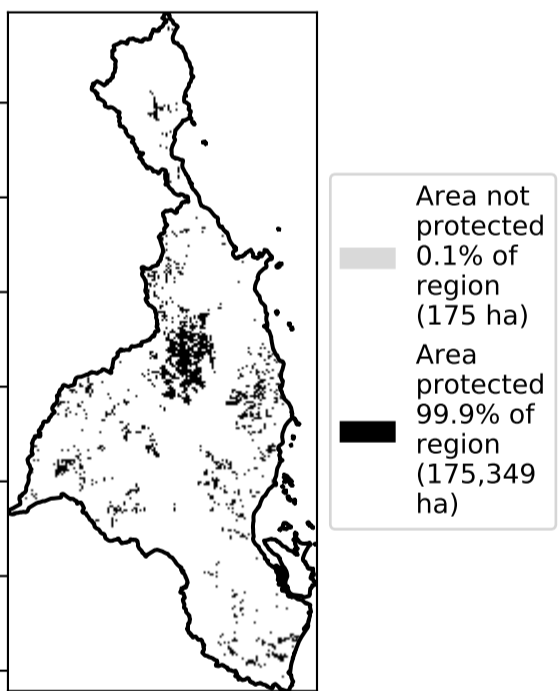 Area not
protected
0.1% of
region
(175 ha)
Area
protected
99.9% of
region
(175,349
ha)